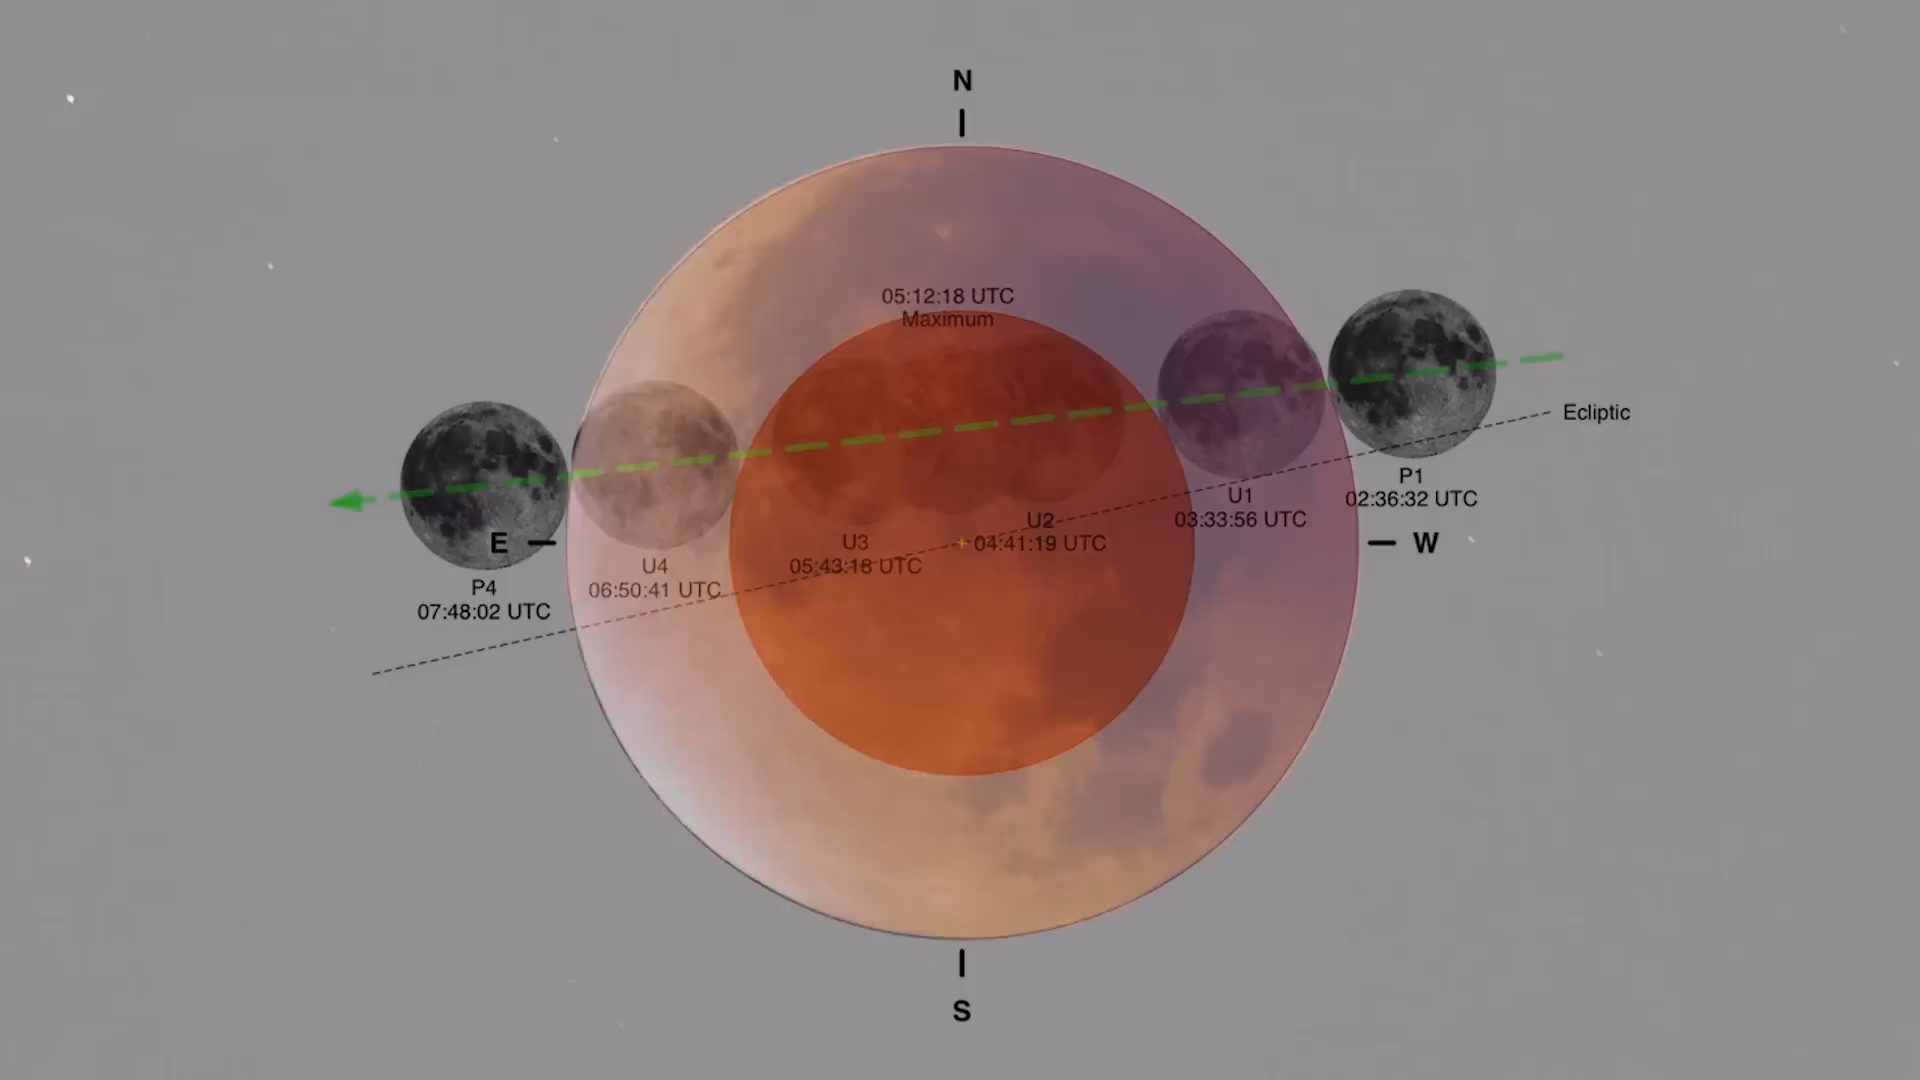 N
05:12:18 UTC
Maximum
Ecliptic
P1
02:36:32 UTC
U1
03:33:56 UTC
U2
04:41:19 UTC
U3
05:43:18 UTC
E
W
U4
06:50:41 UTC
P4
07:48:02 UTC
S